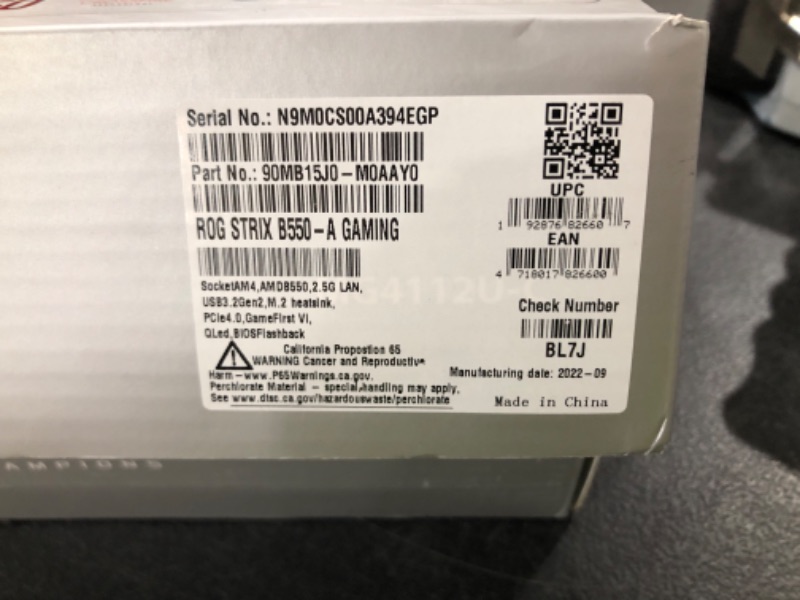 Serial No.: N9M0CS00A394EGP
Part No.: 90MB15J0-M0AAY0
ROG STRIX B550-A GAMING
SocketAM4,AMDB550,2.5G LAN,
USB3.2Gen2,M.2 heatsink,
PCIe4.0,GameFirst VI,
QLed,BIOSFlashback
California Propostion 65
WARNING Cancer and Reproductive
Harm-www.P65Warnings.ca.gov.
Perchlorate Material - special handling may apply,
See www.dtsc.ca.gov/hazardouswaste/perchlorate
UPC
1 92876 82660 7
EAN
4 718017 826600
Check Number
BL7J
Manufacturing date: 2022-09
Made in China
AMPIONS